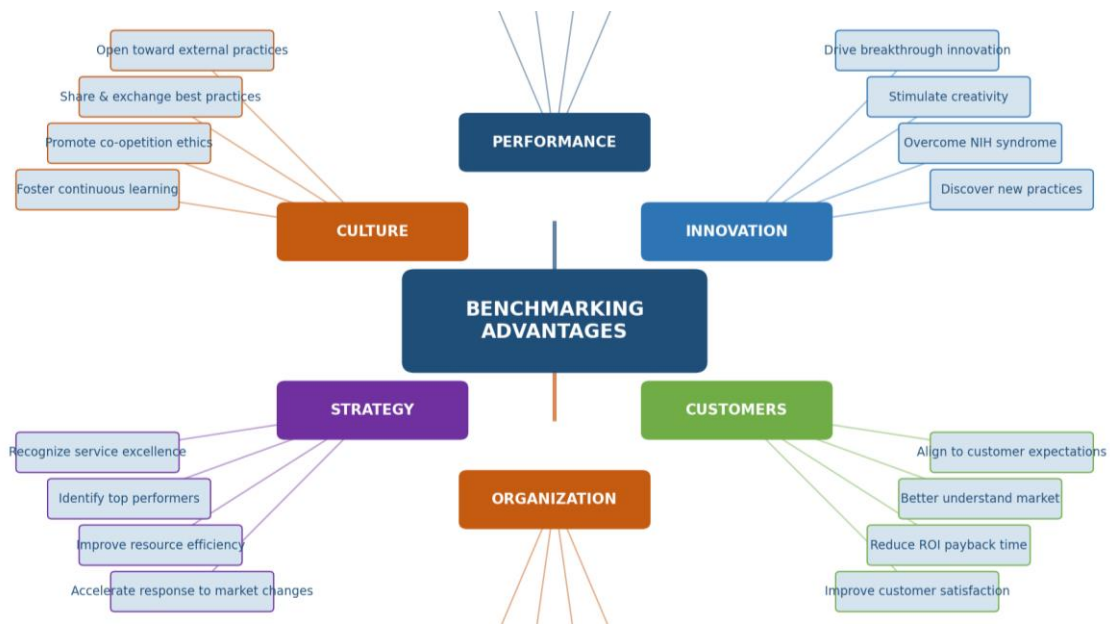 Open toward external practices
Share & exchange best practices
Promote co-opetition ethics
Foster continuous learning
CULTURE
PERFORMANCE
Drive breakthrough innovation
Stimulate creativity
Overcome NIH syndrome
Discover new practices
INNOVATION
BENCHMARKING
ADVANTAGES
STRATEGY
Recognize service excellence
Identify top performers
Improve resource efficiency
Accelerate response to market changes
ORGANIZATION
CUSTOMERS
Align to customer expectations
Better understand market
Reduce ROI payback time
Improve customer satisfaction